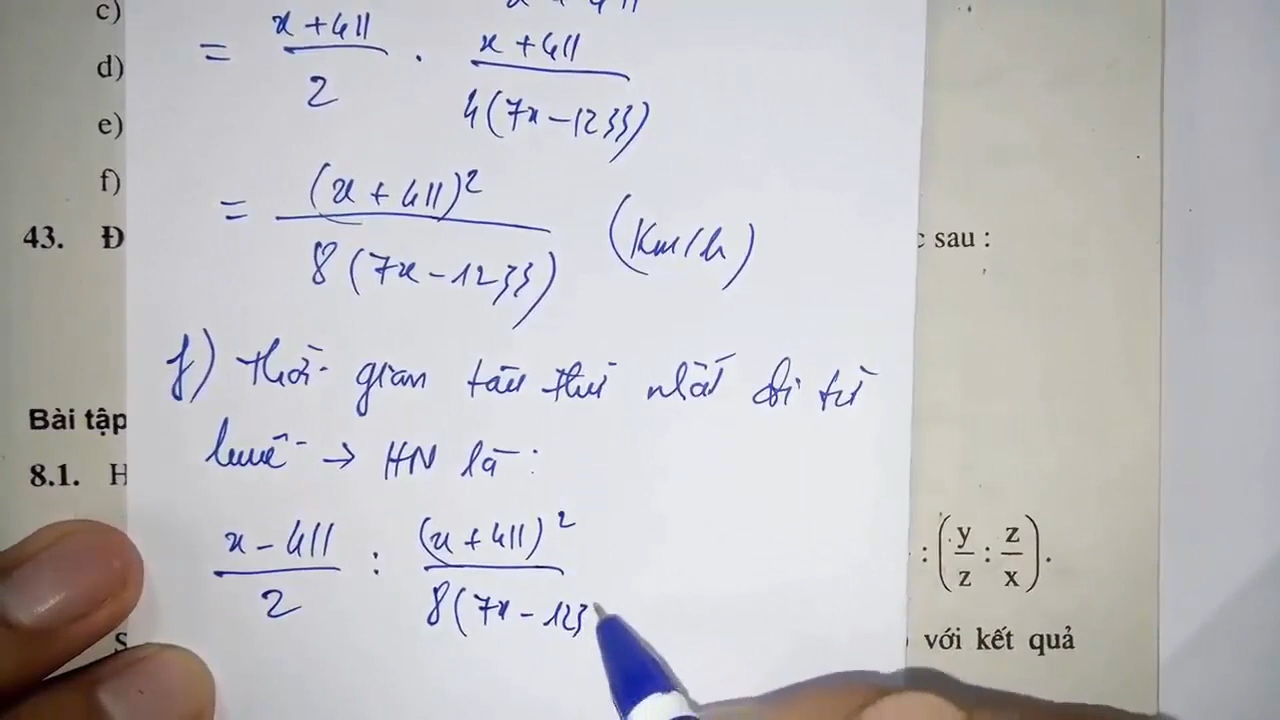 c)
d)
e)
f)
43. Đ
c sau :
Bài tập
8.1. H
: (y/z : z/x).
S
với kết quả
x + 411
= (x + 411)/2 · (x + 411)/(4(7x – 1233))
= (x + 411)²/(8(7x – 1233)) (Km/h)
f) Thời gian tàu thứ nhất đi từ
Huế → HN là :
(x – 411)/2 : (x + 411)²/(8(7x – 123